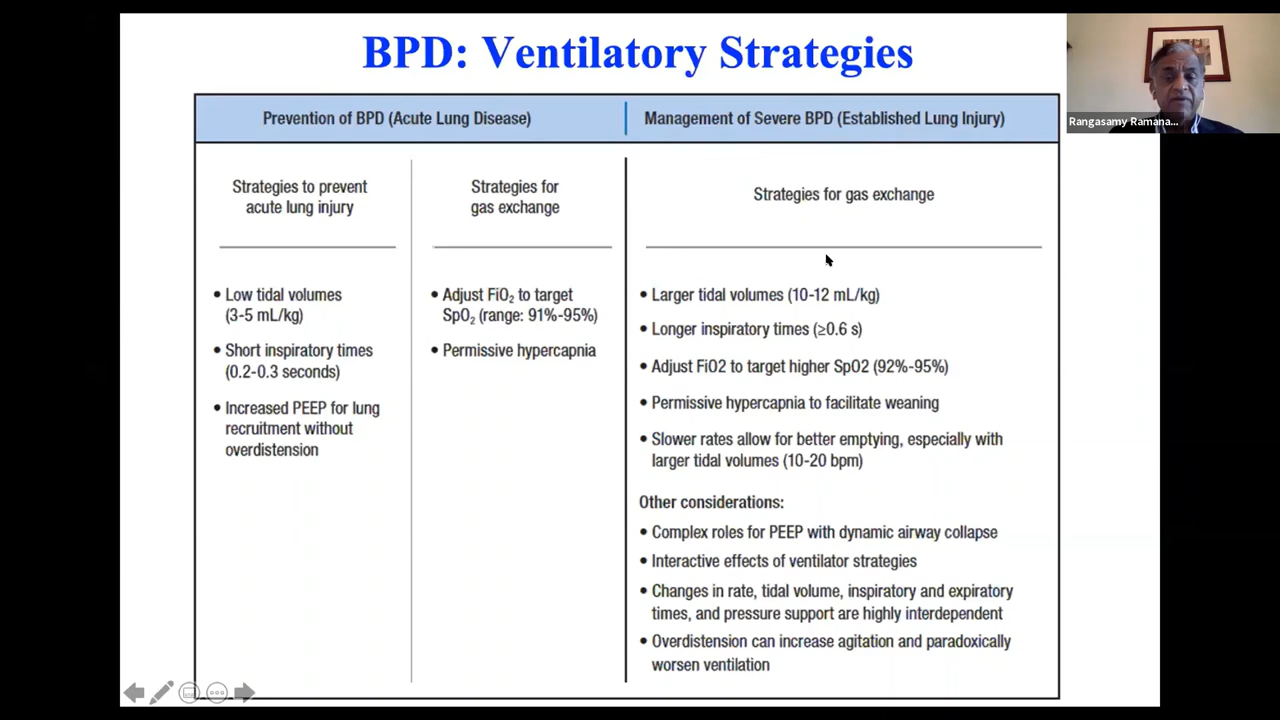 BPD: Ventilatory Strategies
Rangasamy Ramana...
Prevention of BPD (Acute Lung Disease)
Management of Severe BPD (Established Lung Injury)
Strategies to prevent
acute lung injury
• Low tidal volumes
(3-5 mL/kg)
• Short inspiratory times
(0.2-0.3 seconds)
• Increased PEEP for lung
recruitment without
overdistension
Strategies for
gas exchange
• Adjust FiO₂ to target
SpO₂ (range: 91%-95%)
• Permissive hypercapnia
Strategies for gas exchange
• Larger tidal volumes (10-12 mL/kg)
• Longer inspiratory times (≥0.6 s)
• Adjust FiO2 to target higher SpO2 (92%-95%)
• Permissive hypercapnia to facilitate weaning
• Slower rates allow for better emptying, especially with
larger tidal volumes (10-20 bpm)
Other considerations:
• Complex roles for PEEP with dynamic airway collapse
• Interactive effects of ventilator strategies
• Changes in rate, tidal volume, inspiratory and expiratory
times, and pressure support are highly interdependent
• Overdistension can increase agitation and paradoxically
worsen ventilation